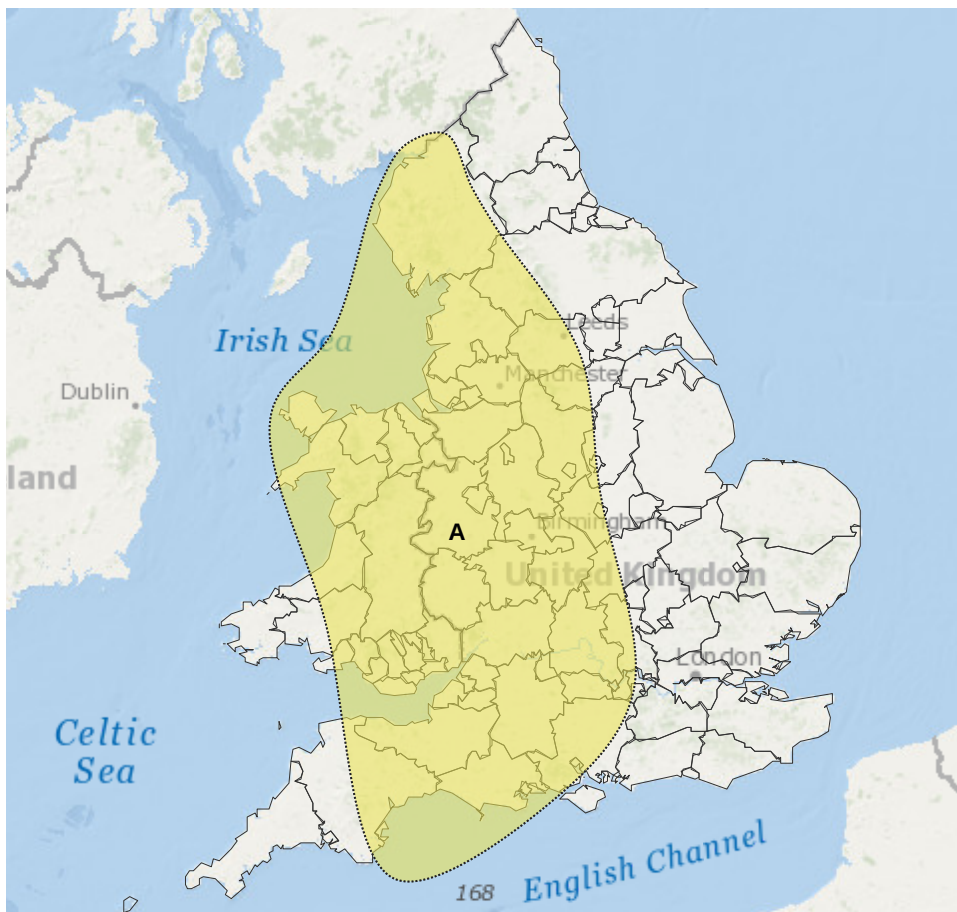 Irish Sea
Leeds
Manchester
Dublin
land
A
Birmingham
United Kingdom
London
Celtic
Sea
English Channel
168